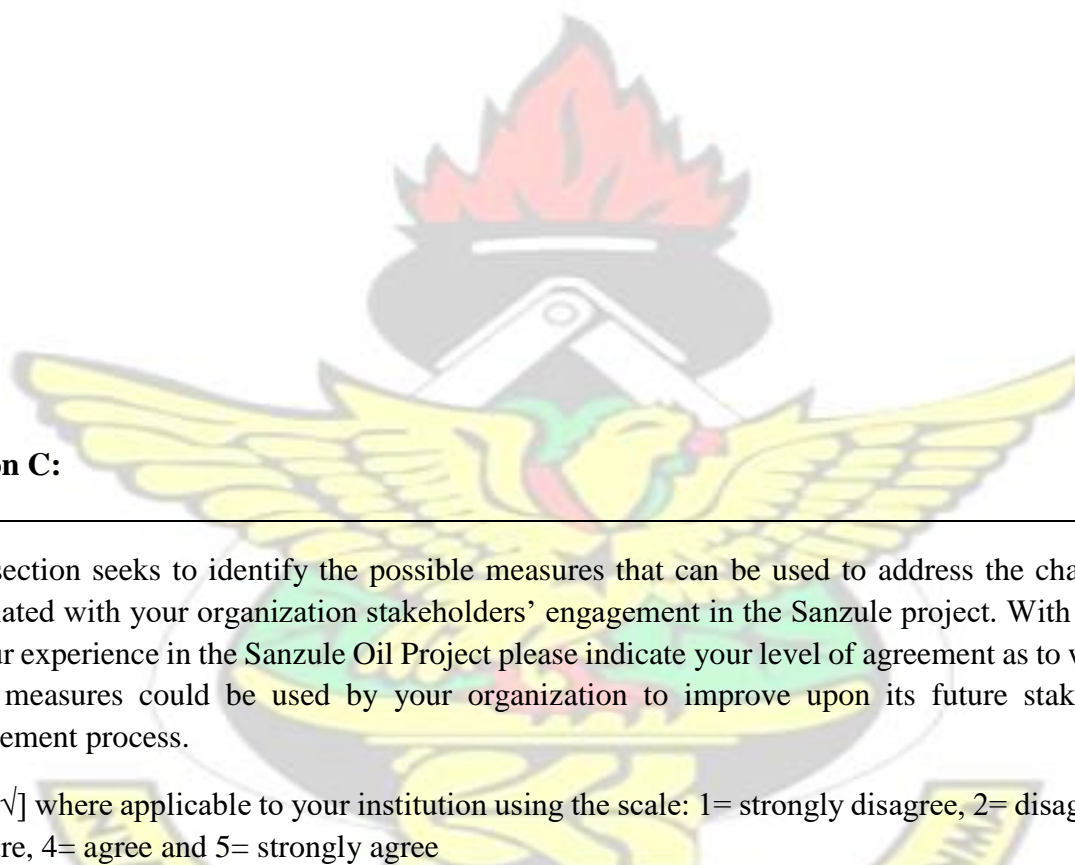 on C:
section seeks to identify the possible measures that can be used to address the cha
ated with your organization stakeholders’ engagement in the Sanzule project. With
ur experience in the Sanzule Oil Project please indicate your level of agreement as to w
measures could be used by your organization to improve upon its future stak
ement process.
√] where applicable to your institution using the scale: 1= strongly disagree, 2= disag
re, 4= agree and 5= strongly agree